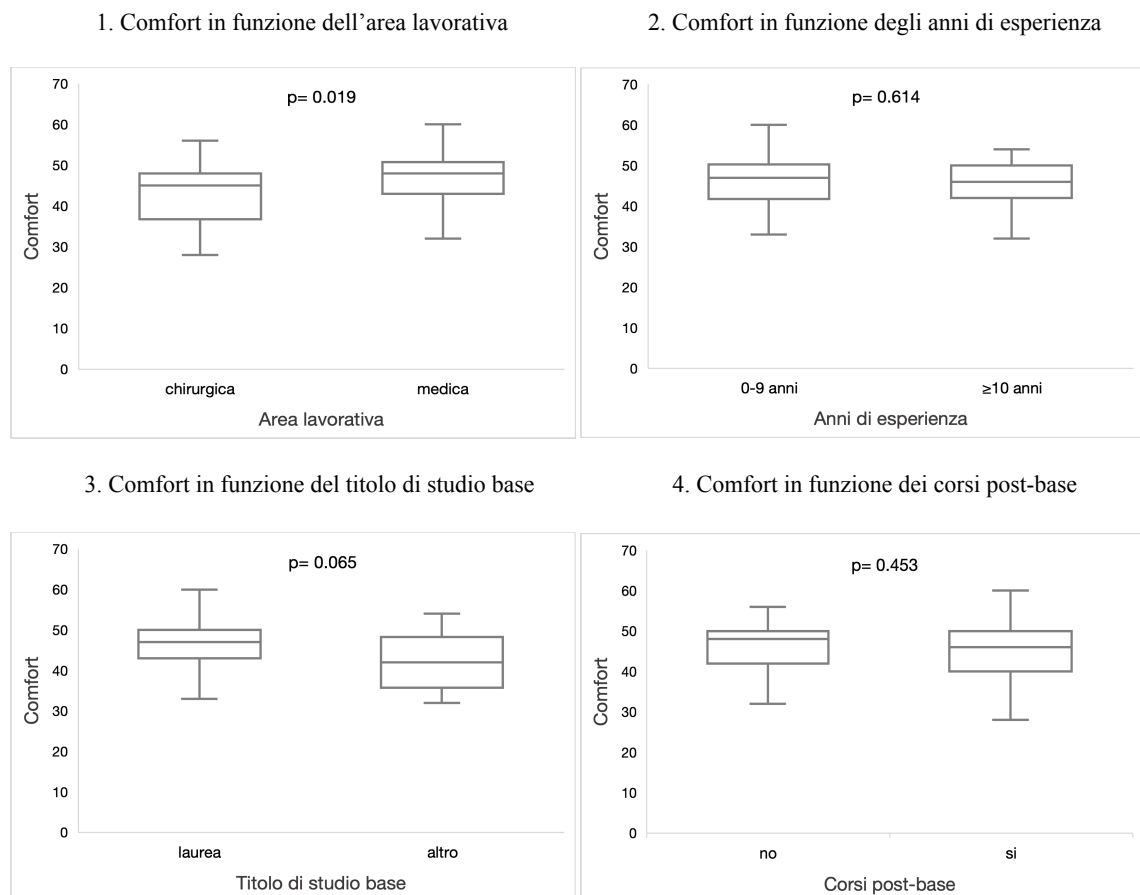 1. Comfort in funzione dell’area lavorativa
70
60
50
40
30
20
10
0
Comfort
p= 0.019
chirurgica
medica
Area lavorativa
2. Comfort in funzione degli anni di esperienza
70
60
50
40
30
20
10
0
Comfort
p= 0.614
0-9 anni
≥10 anni
Anni di esperienza
3. Comfort in funzione del titolo di studio base
70
60
50
40
30
20
10
0
Comfort
p= 0.065
laurea
altro
Titolo di studio base
4. Comfort in funzione dei corsi post-base
70
60
50
40
30
20
10
0
Comfort
p= 0.453
no
si
Corsi post-base